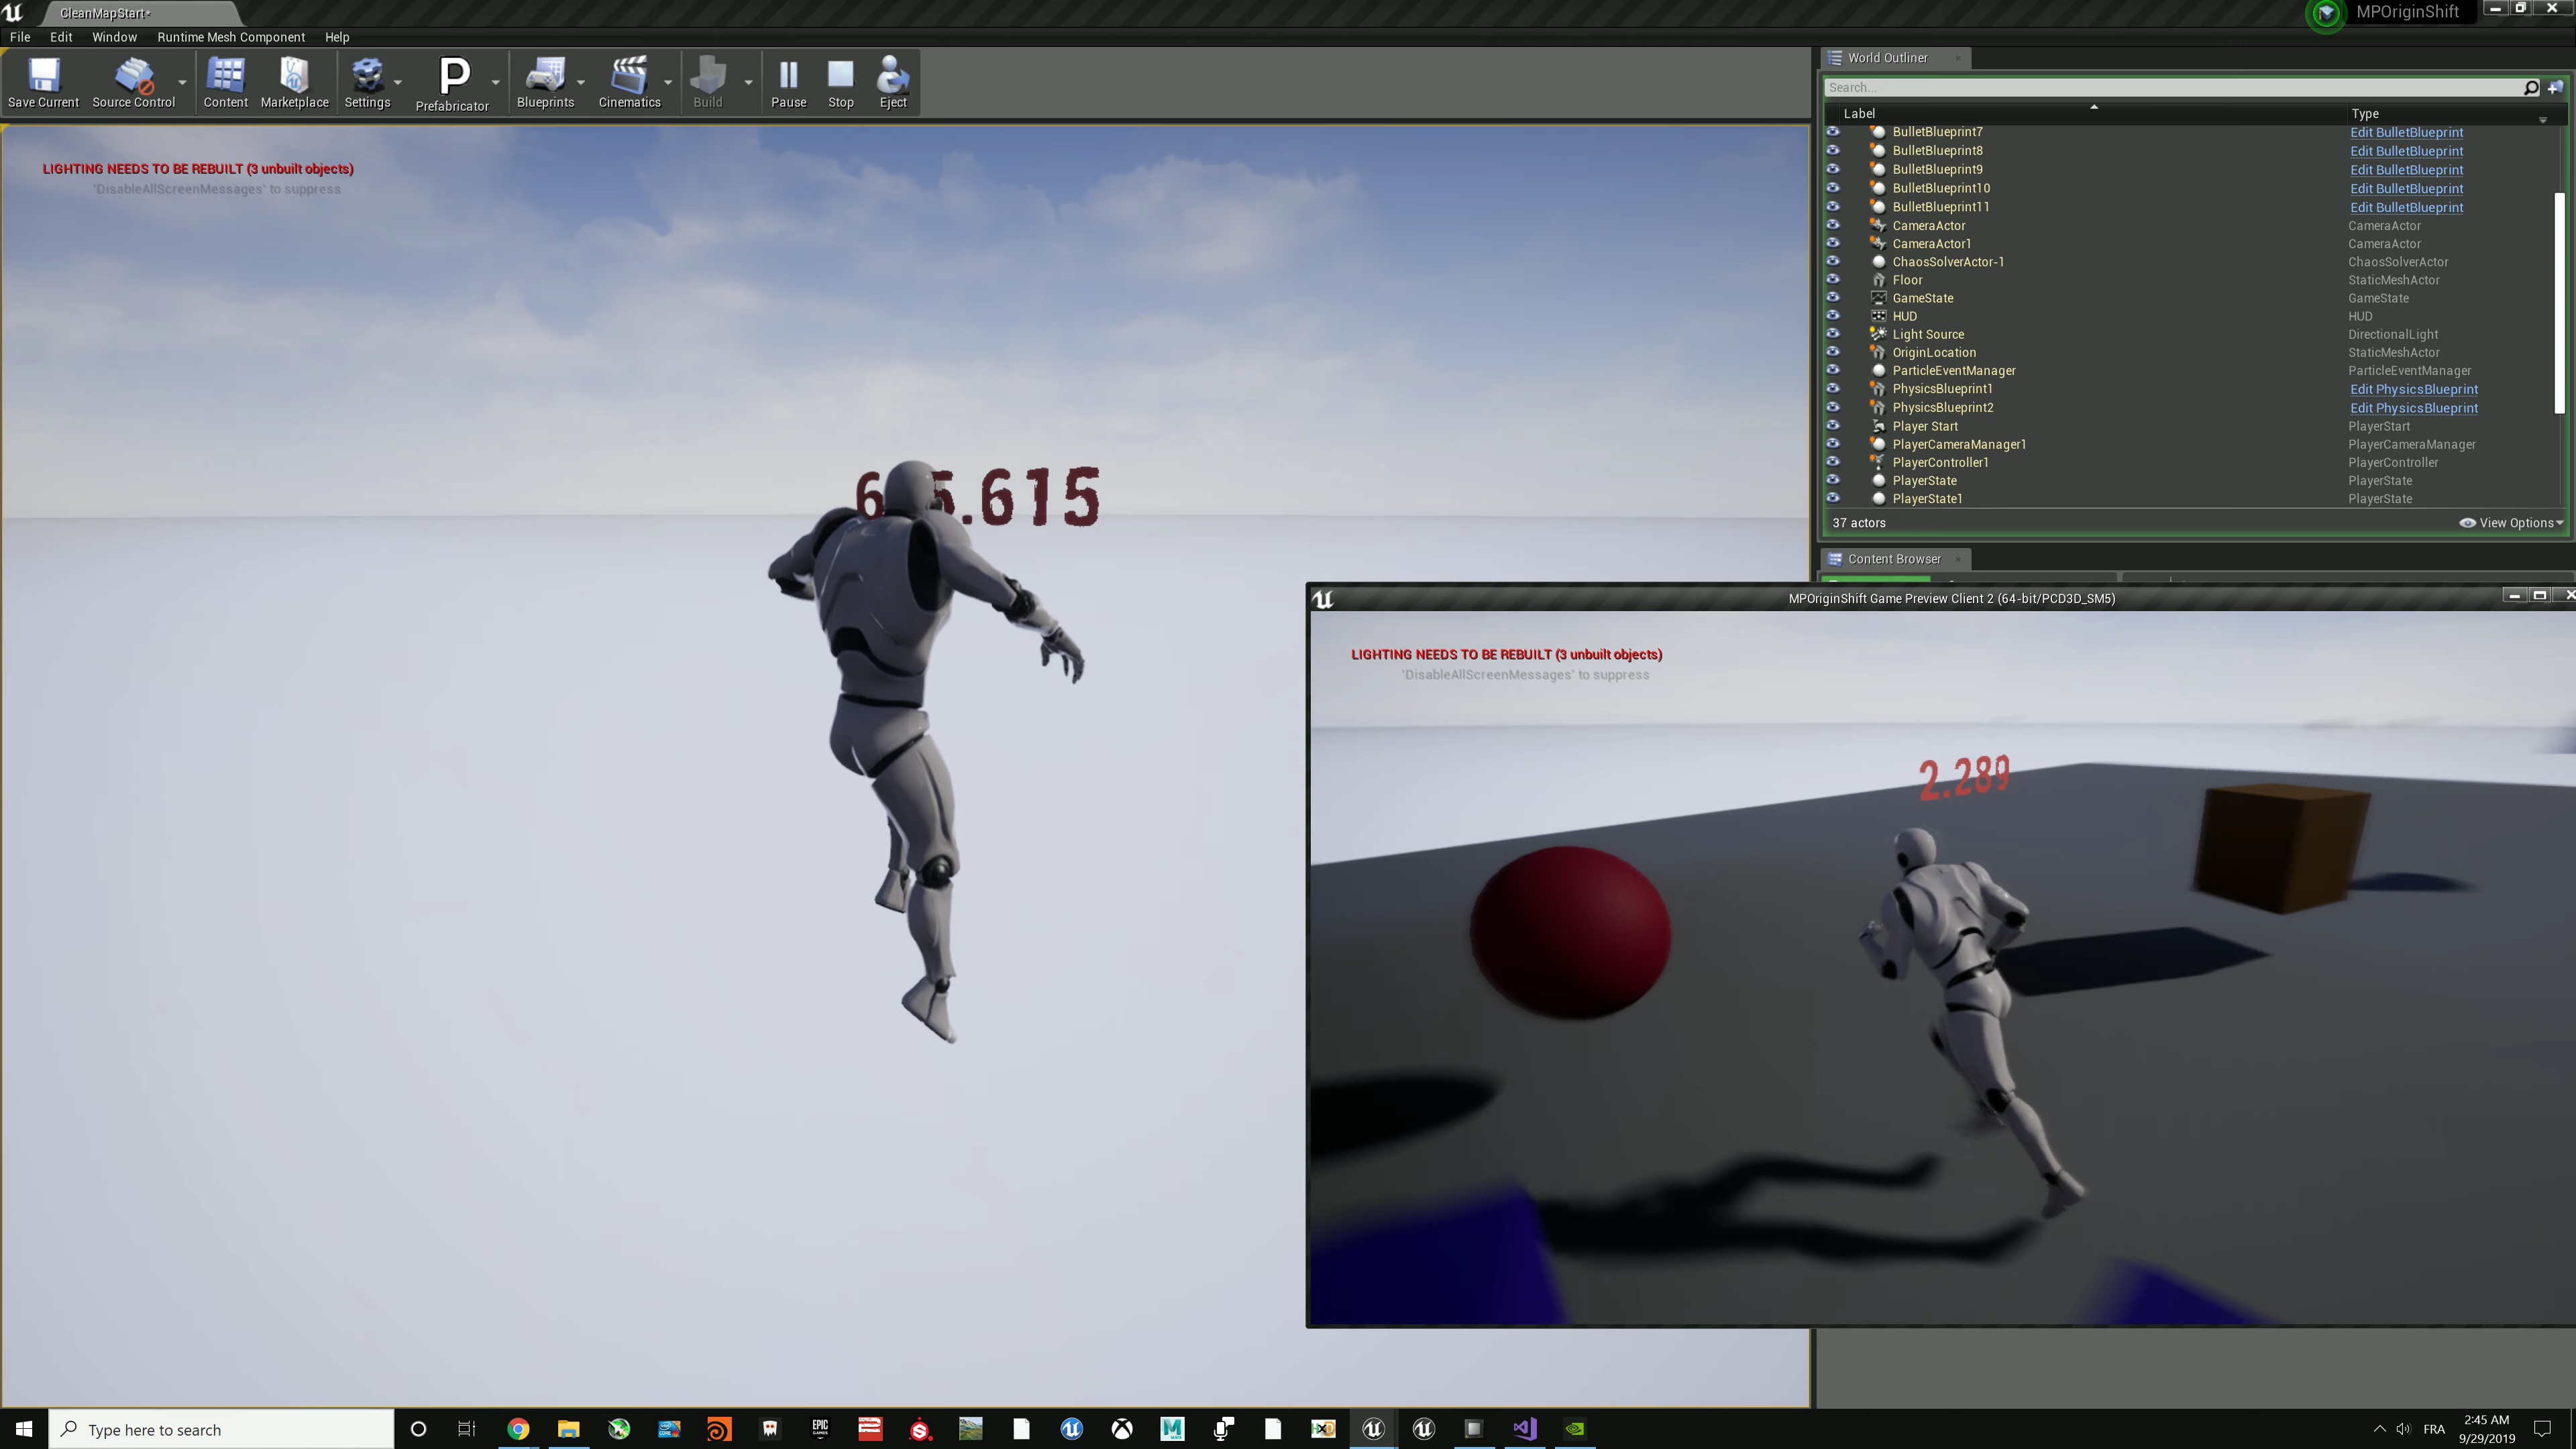 CleanMapStart*
MPOriginShift
File Edit Window Runtime Mesh Component Help
Save Current Source Control Content Marketplace Settings Prefabricator Blueprints Cinematics Build Pause Stop Eject
LIGHTING NEEDS TO BE REBUILT (3 unbuilt objects)
'DisableAllScreenMessages' to suppress
5.615
World Outliner
Search...
Label Type
BulletBlueprint7 Edit BulletBlueprint
BulletBlueprint8 Edit BulletBlueprint
BulletBlueprint9 Edit BulletBlueprint
BulletBlueprint10 Edit BulletBlueprint
BulletBlueprint11 Edit BulletBlueprint
CameraActor CameraActor
CameraActor1 CameraActor
ChaosSolverActor-1 ChaosSolverActor
Floor StaticMeshActor
GameState GameState
HUD HUD
Light Source DirectionalLight
OriginLocation StaticMeshActor
ParticleEventManager ParticleEventManager
PhysicsBlueprint1 Edit PhysicsBlueprint
PhysicsBlueprint2 Edit PhysicsBlueprint
Player Start PlayerStart
PlayerCameraManager1 PlayerCameraManager
PlayerController1 PlayerController
PlayerState PlayerState
PlayerState1 PlayerState
37 actors View Options
Content Browser
MPOriginShift Game Preview Client 2 (64-bit/PCD3D_SM5)
LIGHTING NEEDS TO BE REBUILT (3 unbuilt objects)
'DisableAllScreenMessages' to suppress
2.289
Type here to search
FRA
2:45 AM
9/29/2019